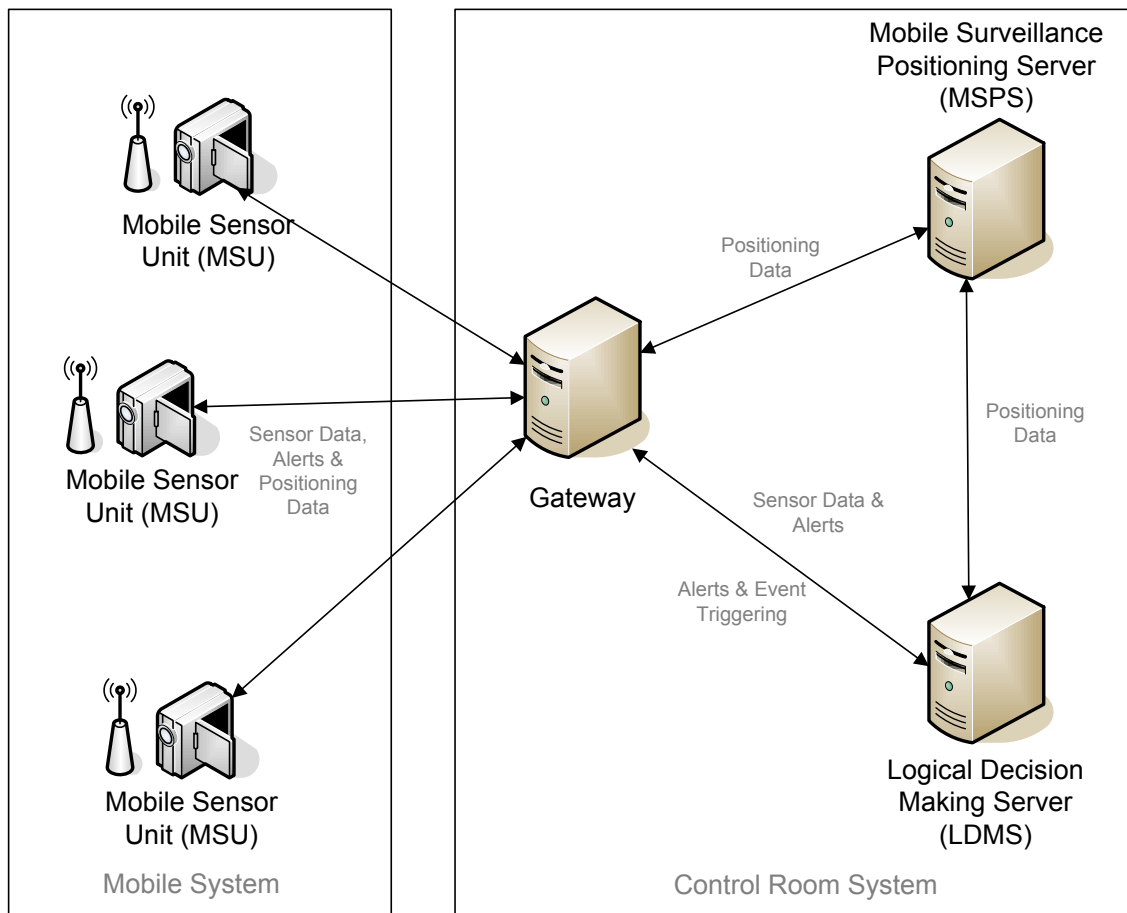 Mobile Surveillance
Positioning Server
(MSPS)
Mobile Sensor
Unit (MSU)
Positioning
Data
Mobile Sensor
Unit (MSU)
Sensor Data,
Alerts &
Positioning
Data
Gateway
Positioning
Data
Sensor Data &
Alerts
Alerts & Event
Triggering
Mobile Sensor
Unit (MSU)
Logical Decision
Making Server
(LDMS)
Mobile System
Control Room System